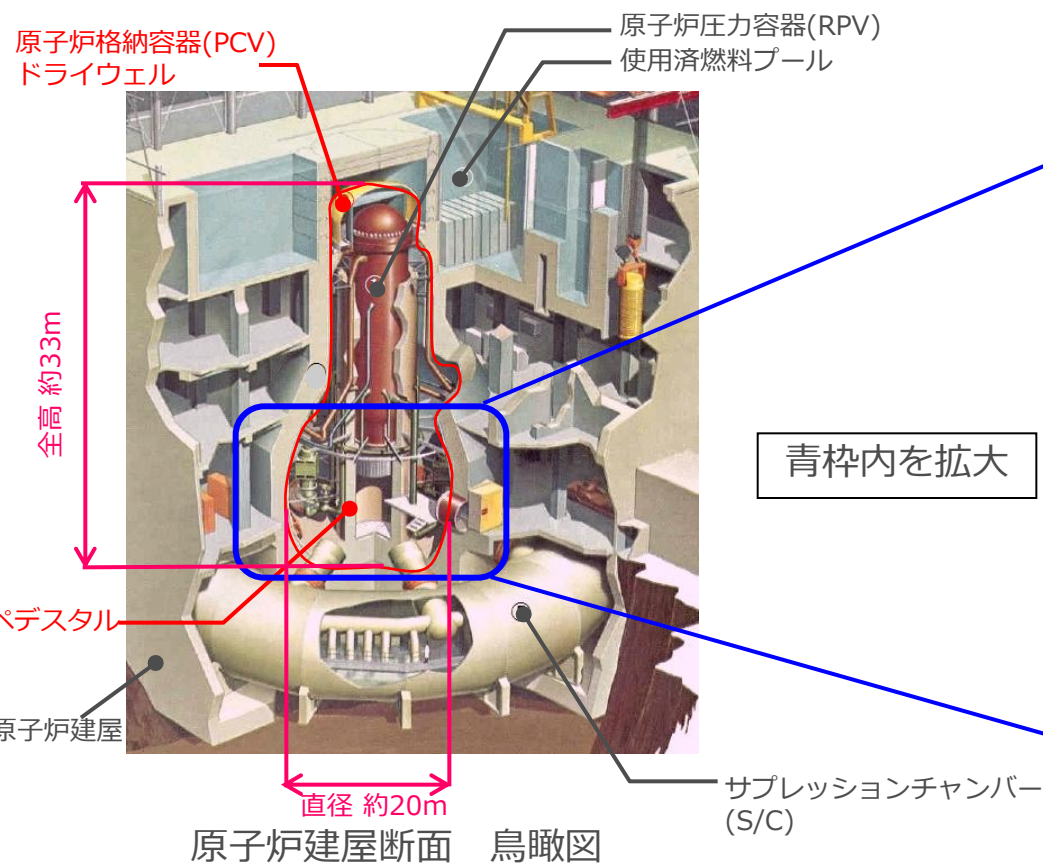 原子炉格納容器(PCV)
ドライウェル
原子炉圧力容器(RPV)
使用済燃料プール
全高 約33m
青枠内を拡大
ペデスタル
原子炉建屋
直径 約20m
サプレッションチャンバー
(S/C)
原子炉建屋断面　鳥瞰図